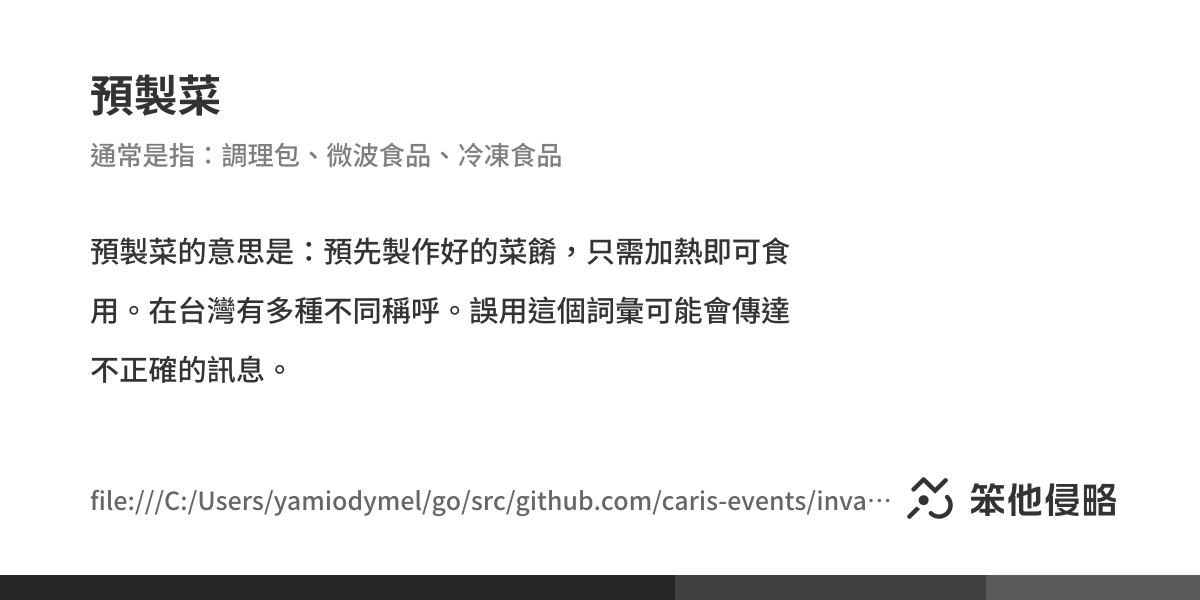 預製菜
通常是指：調理包、微波食品、冷凍食品
預製菜的意思是：預先製作好的菜餚，只需加熱即可食
用。在台灣有多種不同稱呼。誤用這個詞彙可能會傳達
不正確的訊息。
file:///C:/Users/yamiodymel/go/src/github.com/caris-events/inva…
笨他侵略